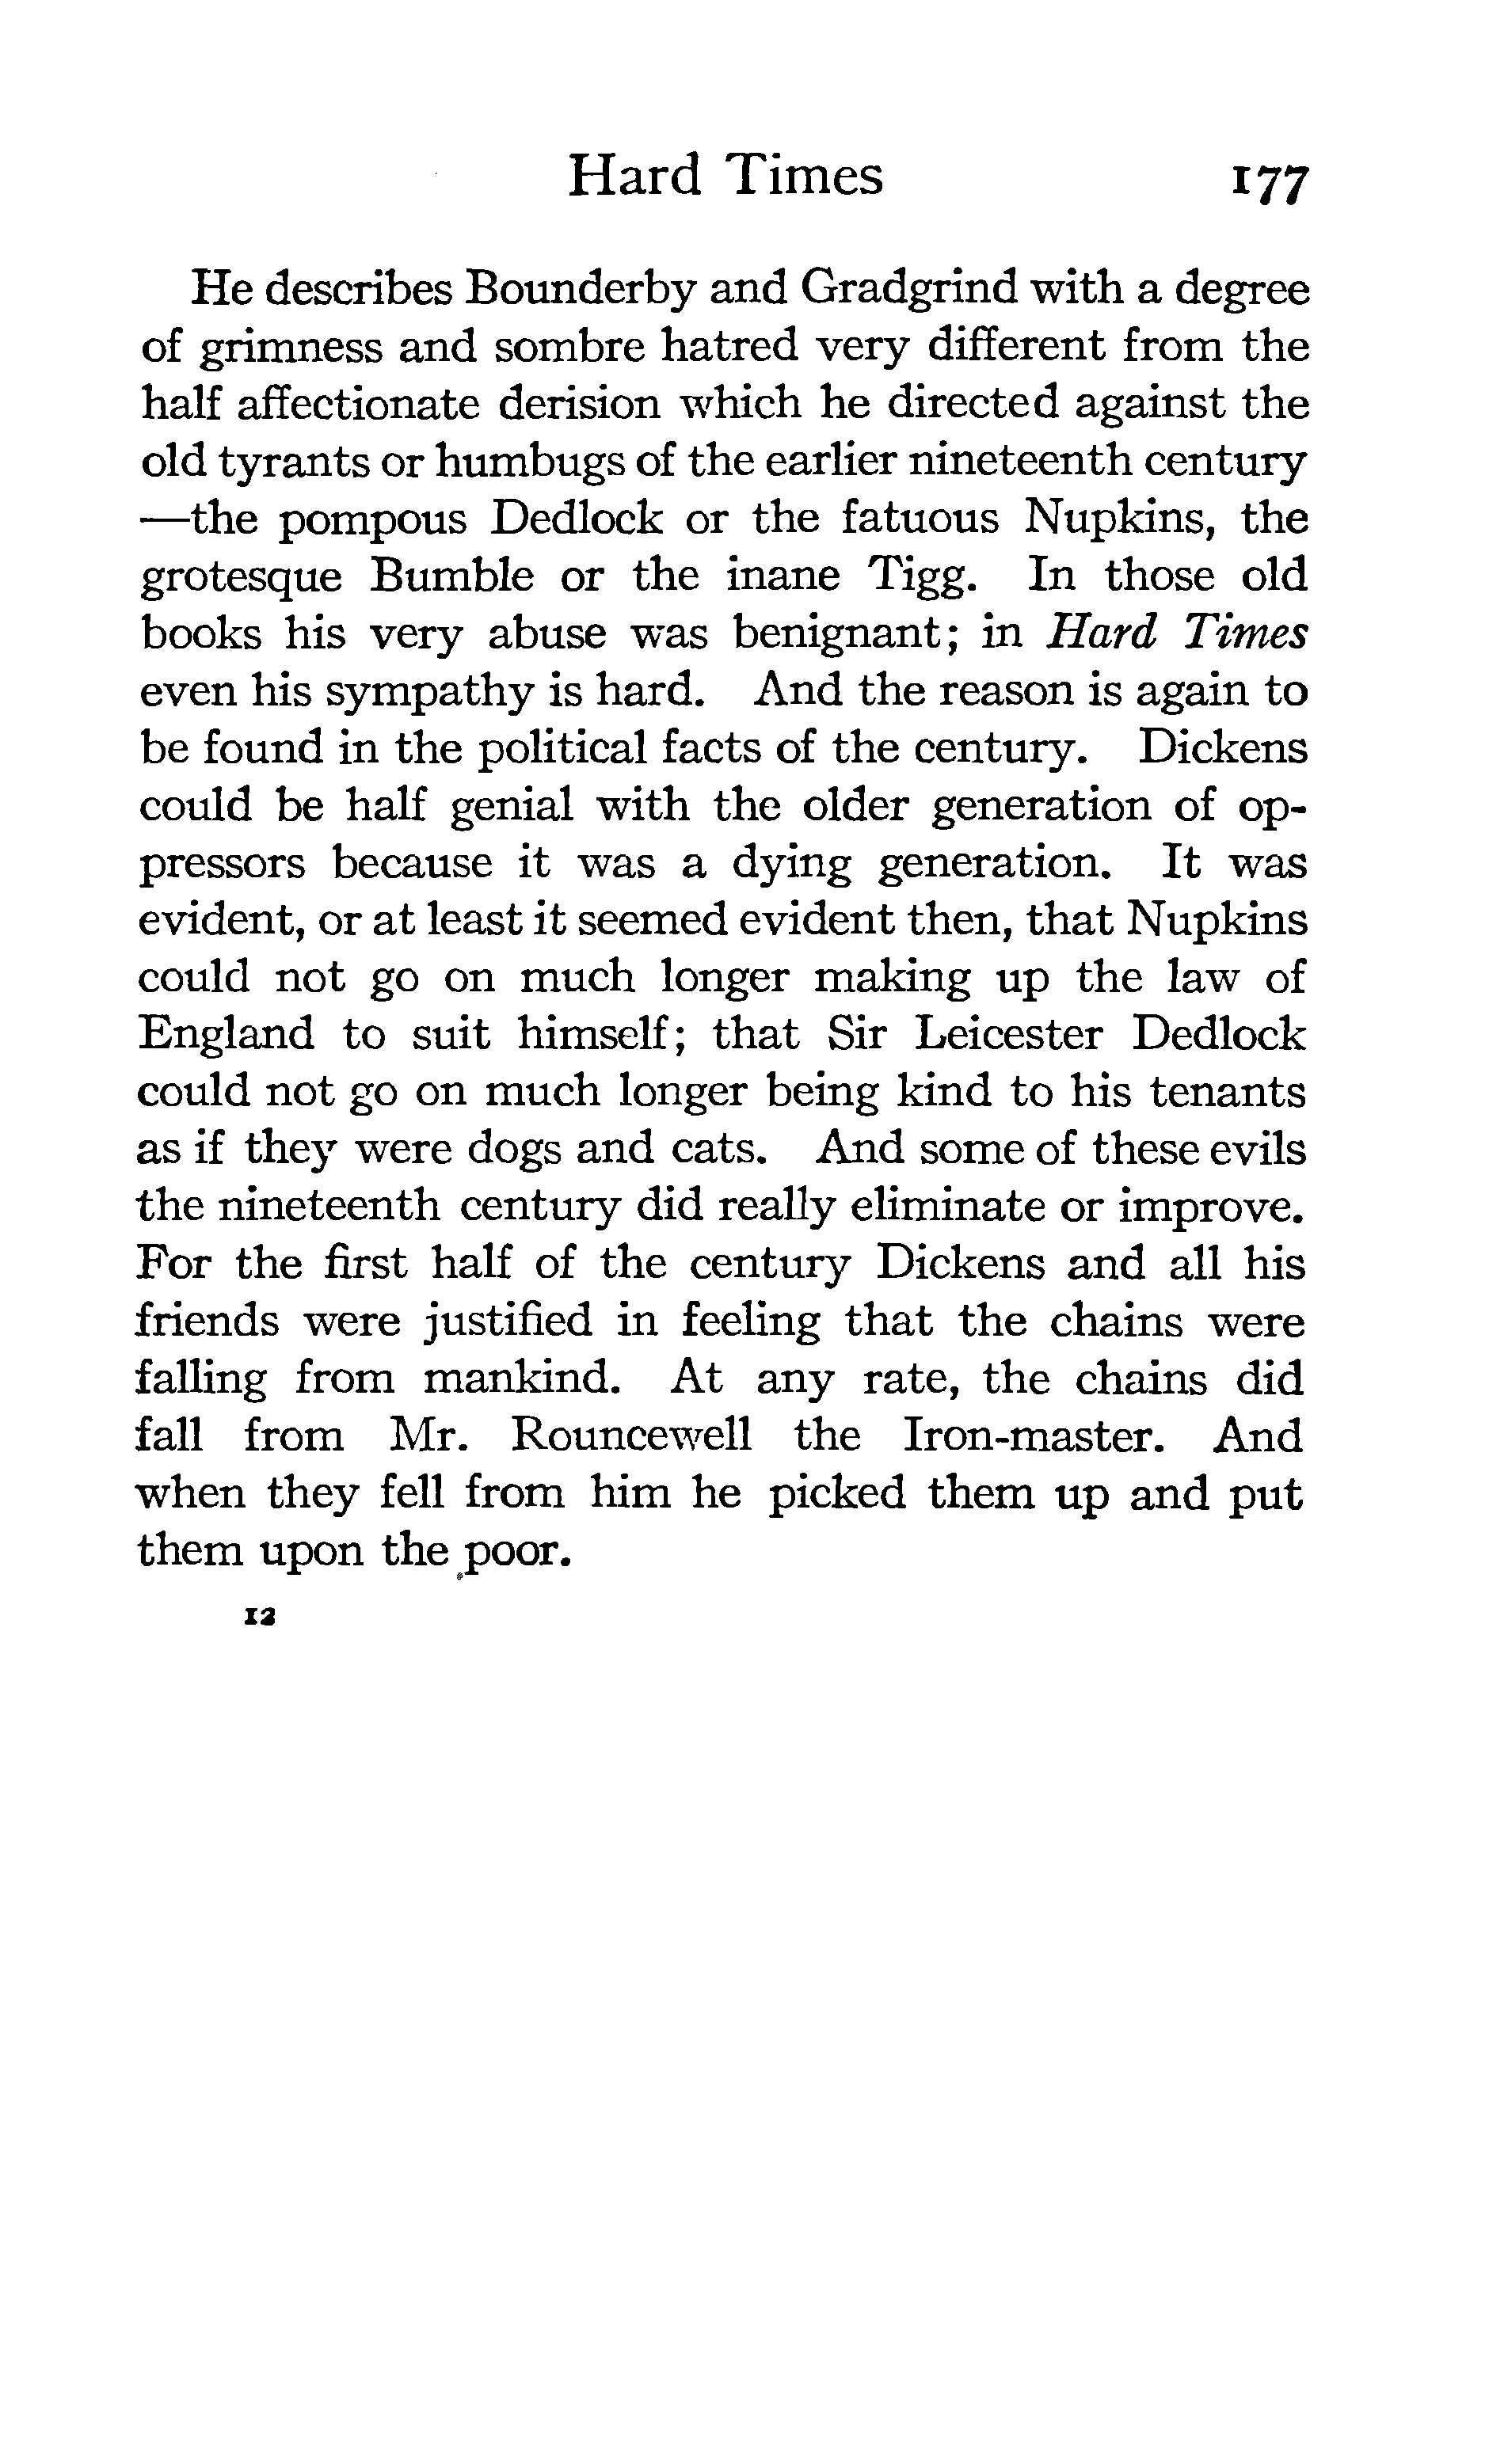 Hard Times 177
He describes Bounderby and Gradgrind with a degree
of grimness and sombre hatred very different from the
half affectionate derision which he directed against the
old tyrants or humbugs of the earlier nineteenth century
—the pompous Dedlock or the fatuous Nupkins, the
grotesque Bumble or the inane Tigg. In those old
books his very abuse was benignant; in Hard Times
even his sympathy is hard. And the reason is again to
be found in the political facts of the century. Dickens
could be half genial with the older generation of op-
pressors because it was a dying generation. It was
evident, or at least it seemed evident then, that Nupkins
could not go on much longer making up the law of
England to suit himself; that Sir Leicester Dedlock
could not go on much longer being kind to his tenants
as if they were dogs and cats. And some of these evils
the nineteenth century did really eliminate or improve.
For the first half of the century Dickens and all his
friends were justified in feeling that the chains were
falling from mankind. At any rate, the chains did
fall from Mr. Rouncewell the Iron-master. And
when they fell from him he picked them up and put
them upon the poor.
12